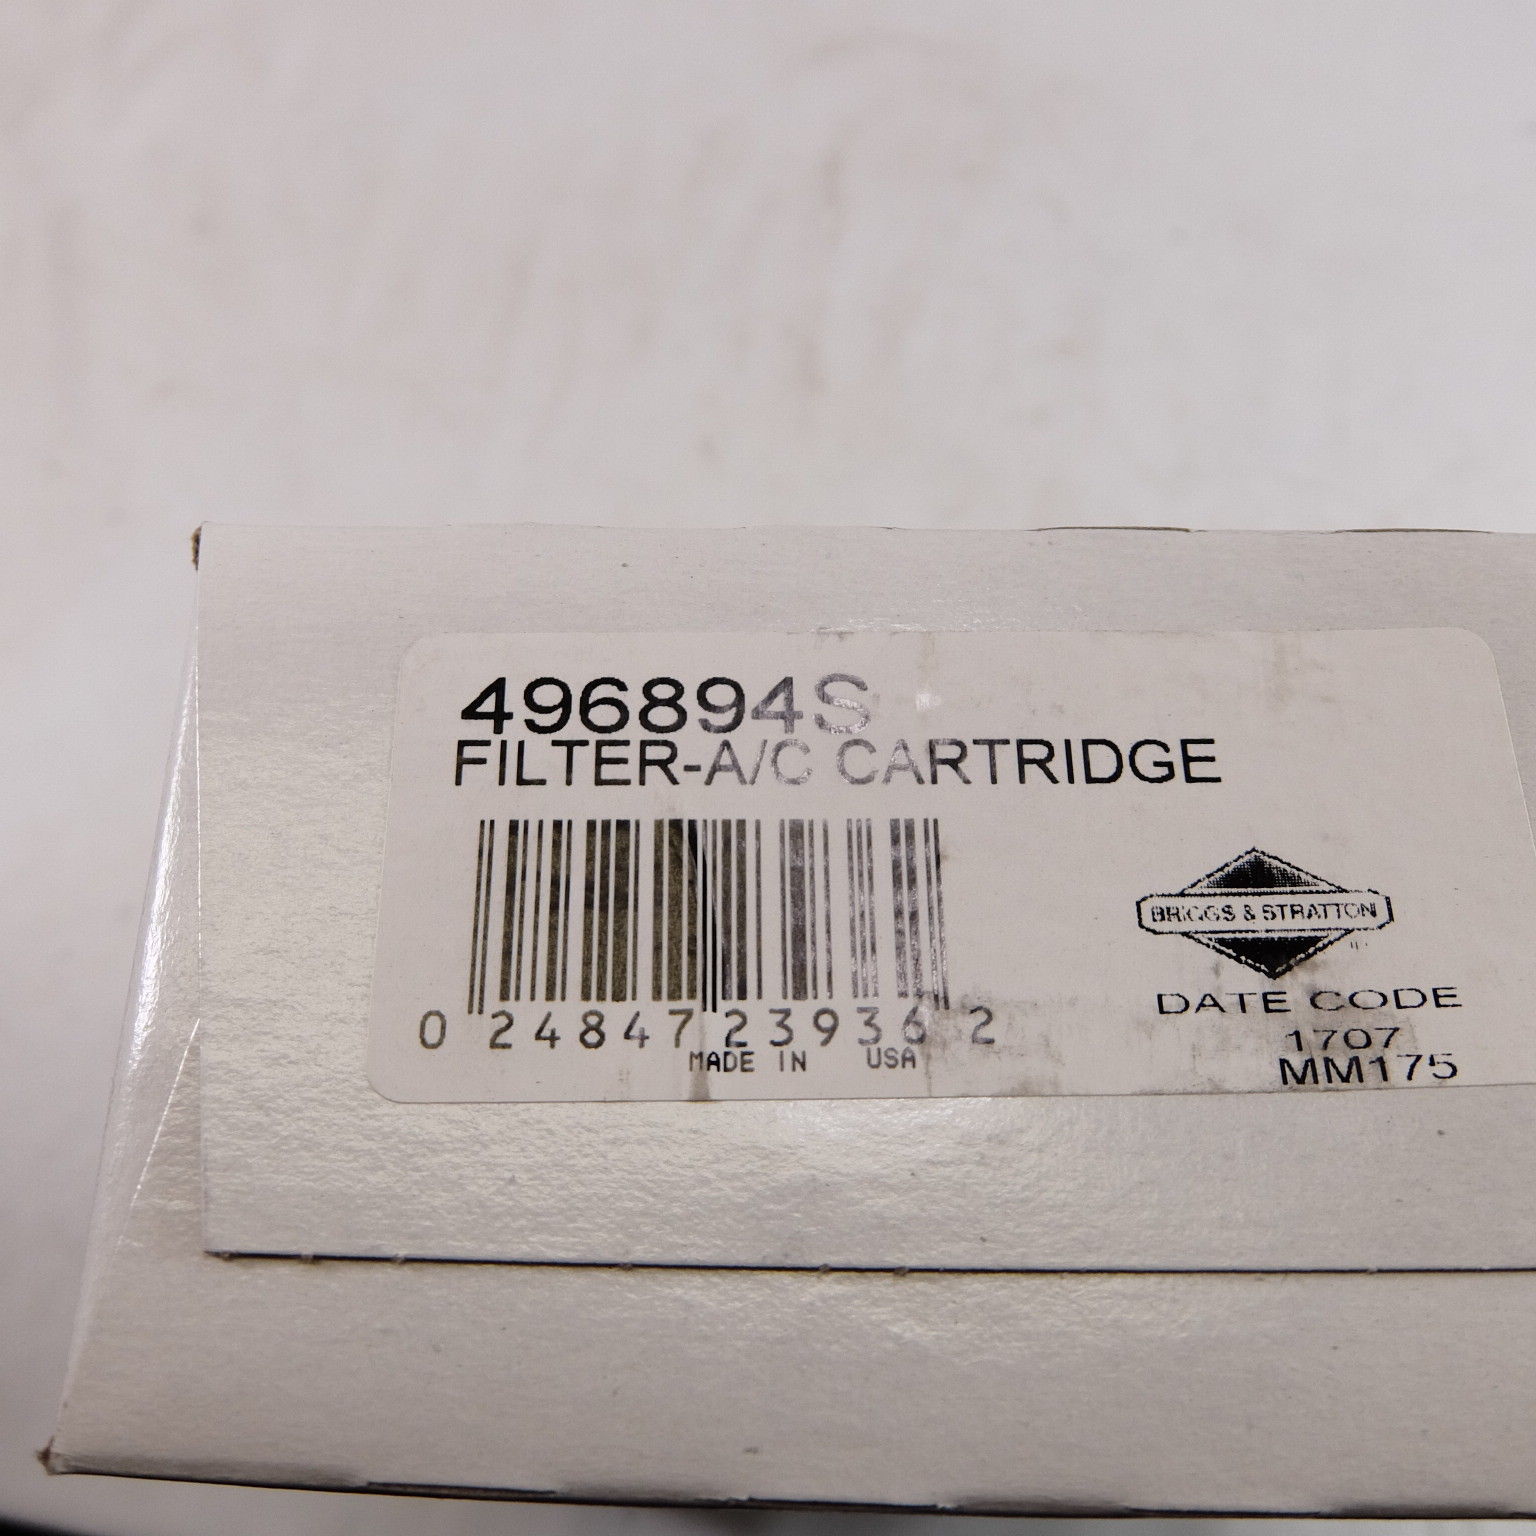 496894S
FILTER-A/C CARTRIDGE
0 24847 23936 2
MADE IN USA
BRIGGS & STRATTON
DATE CODE
1707
MM175